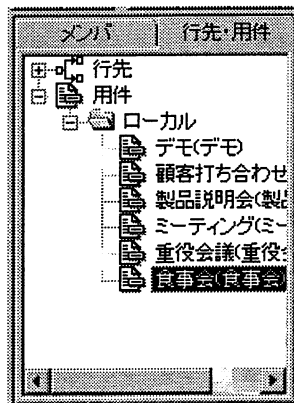 メンバ 行先・用件
行先
用件
ローカル
デモ(デモ)
顧客打ち合わせ
製品説明会(製品
ミーティング(ミー
重役会議(重役
食事会(食事会)